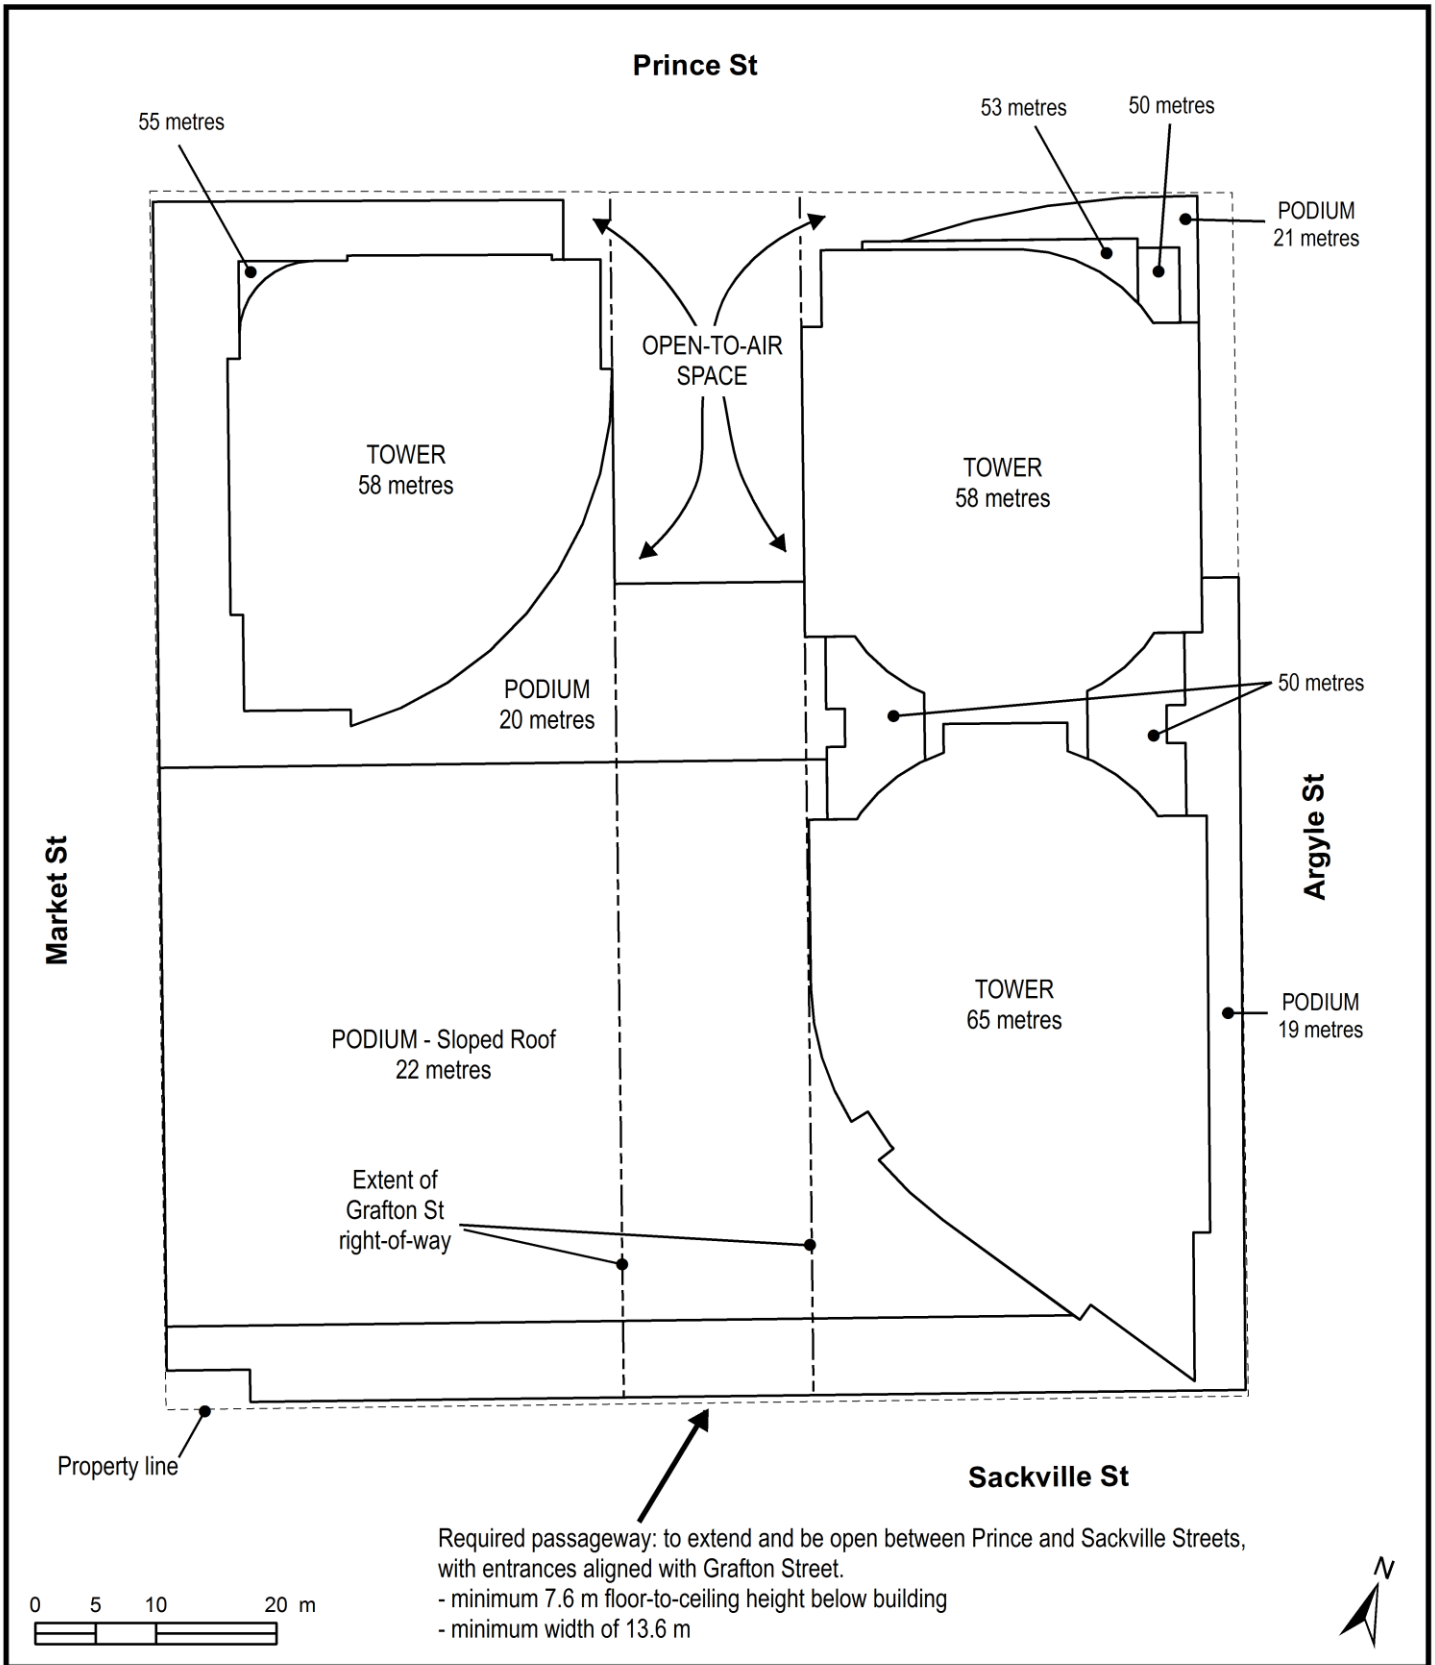 Prince St
55 metres
53 metres
50 metres
PODIUM
21 metres
OPEN-TO-AIR
SPACE
TOWER
58 metres
TOWER
58 metres
PODIUM
20 metres
50 metres
Market St
Argyle St
TOWER
65 metres
PODIUM
19 metres
PODIUM - Sloped Roof
22 metres
Extent of
Grafton St
right-of-way
Property line
Sackville St
Required passageway: to extend and be open between Prince and Sackville Streets,
with entrances aligned with Grafton Street.
- minimum 7.6 m floor-to-ceiling height below building
- minimum width of 13.6 m
0 5 10 20 m
N